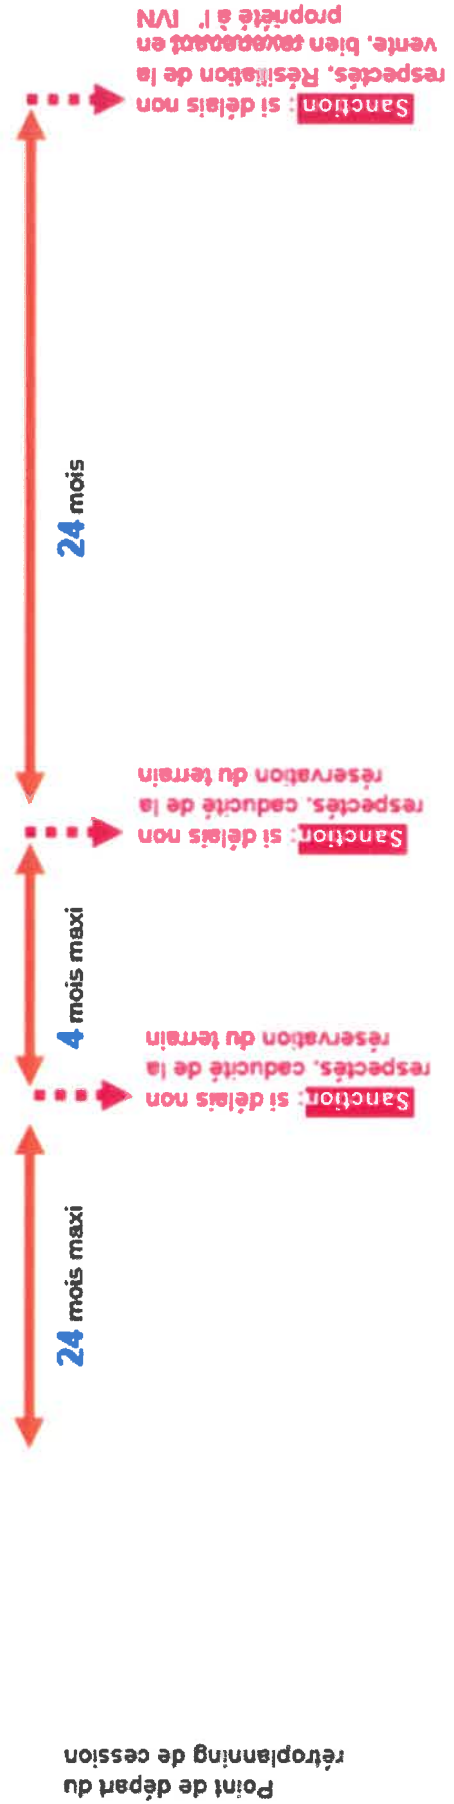 Point de départ du
rétroplanning de cession
24 mois maxi
Sanction : si délais non
respectés, caducité de la
réservation du terrain
4 mois maxi
Sanction : si délais non
respectés, caducité de la
réservation du terrain
24 mois
Sanction : si délais non
respectés, Résiliation de la
vente, bien revenant en
propriété à l' IVN